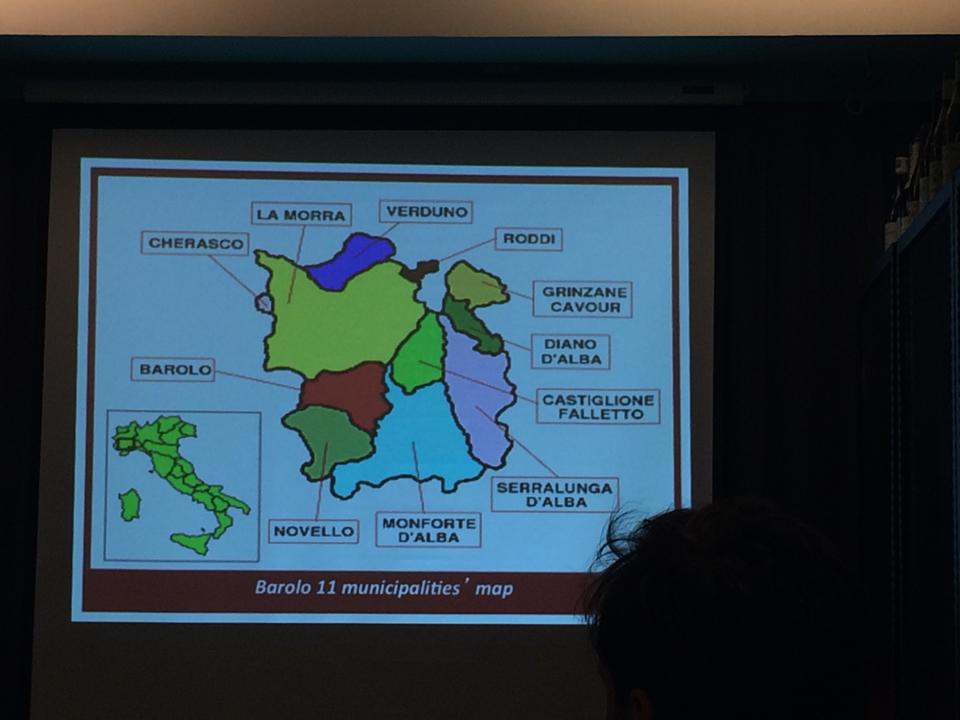 LA MORRA
VERDUNO
CHERASCO
RODDI
GRINZANE
CAVOUR
DIANO
D'ALBA
BAROLO
CASTIGLIONE
FALLETTO
SERRALUNGA
D'ALBA
NOVELLO
MONFORTE
D'ALBA
Barolo 11 municipalities' map